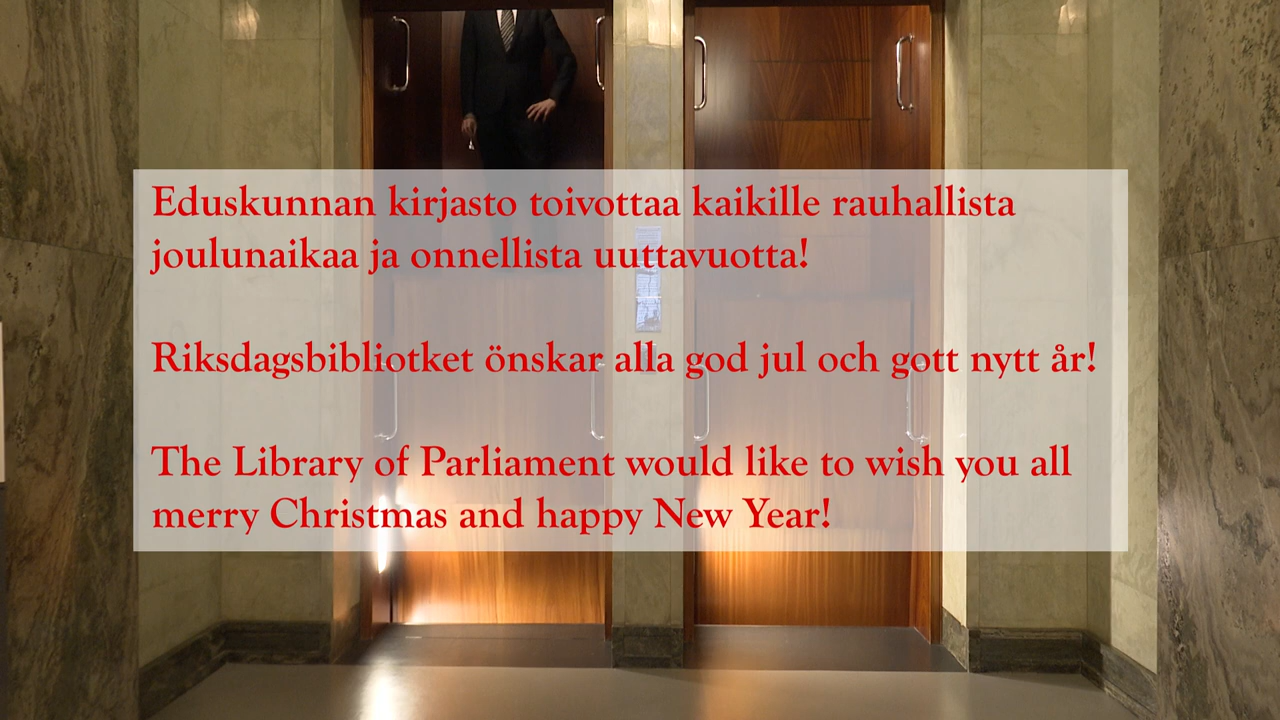 Eduskunnan kirjasto toivottaa kaikille rauhallista
joulunaikaa ja onnellista uuttavuotta!
Riksdagsbibliotket önskar alla god jul och gott nytt år!
The Library of Parliament would like to wish you all
merry Christmas and happy New Year!